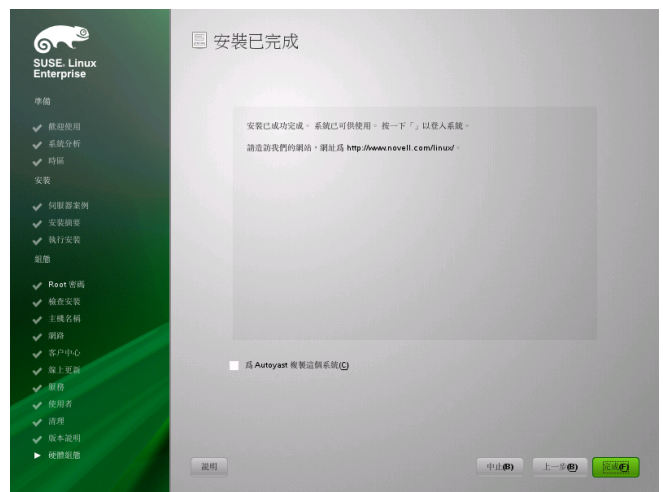 SUSE. Linux
Enterprise
準備
歡迎使用
系統分析
時區
安裝
伺服器案例
安裝摘要
執行安裝
組態
Root 密碼
檢查安裝
主機名稱
網路
客戶中心
線上更新
服務
使用者
清理
版本說明
硬體組態
安裝已完成
安裝已成功完成。系統已可供使用。按一下「」以登入系統。
請造訪我們的網站，網址為 http://www.novell.com/linux/。
為 Autoyast 複製這個系統(C)
說明
中止(B)
上一步(B)
完成(F)